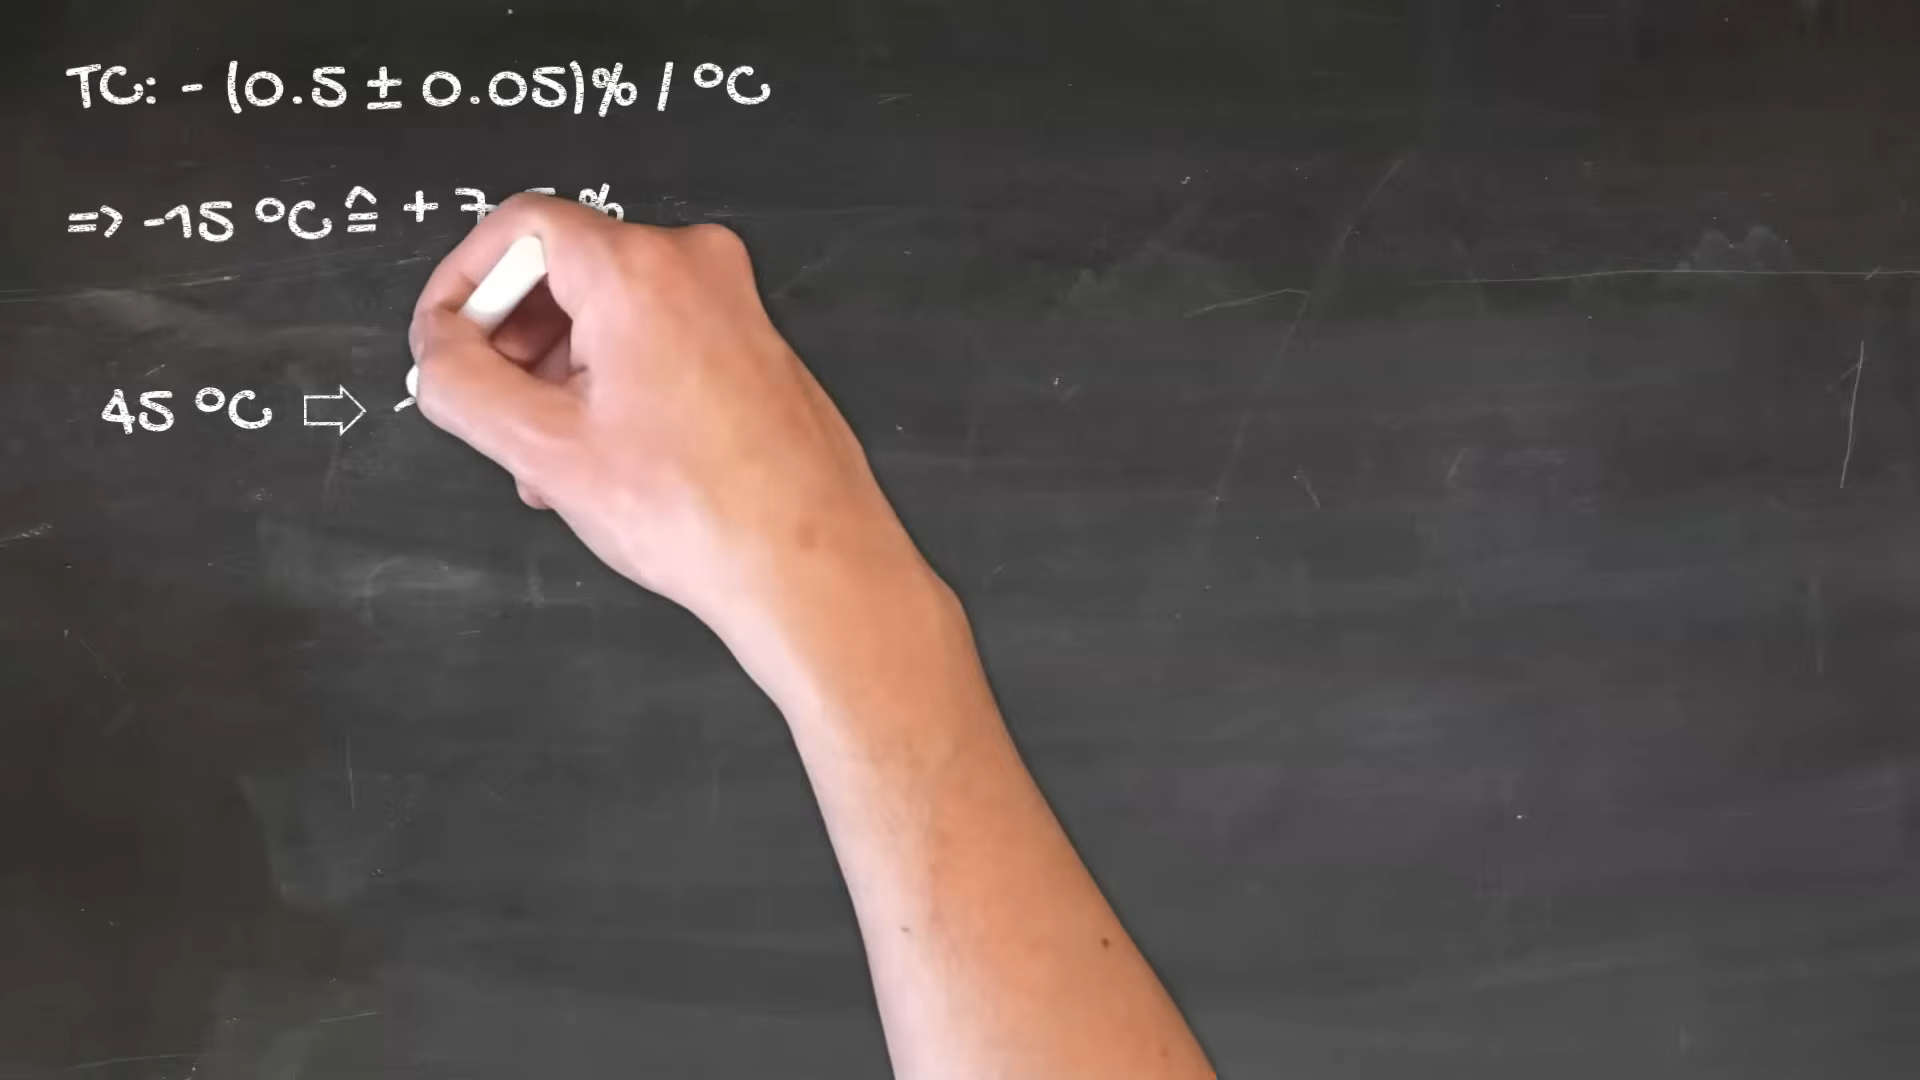 TC: - (0.5 ± 0.05)% / °C
=> -15 °C ≙ + %
45 °C ⇨